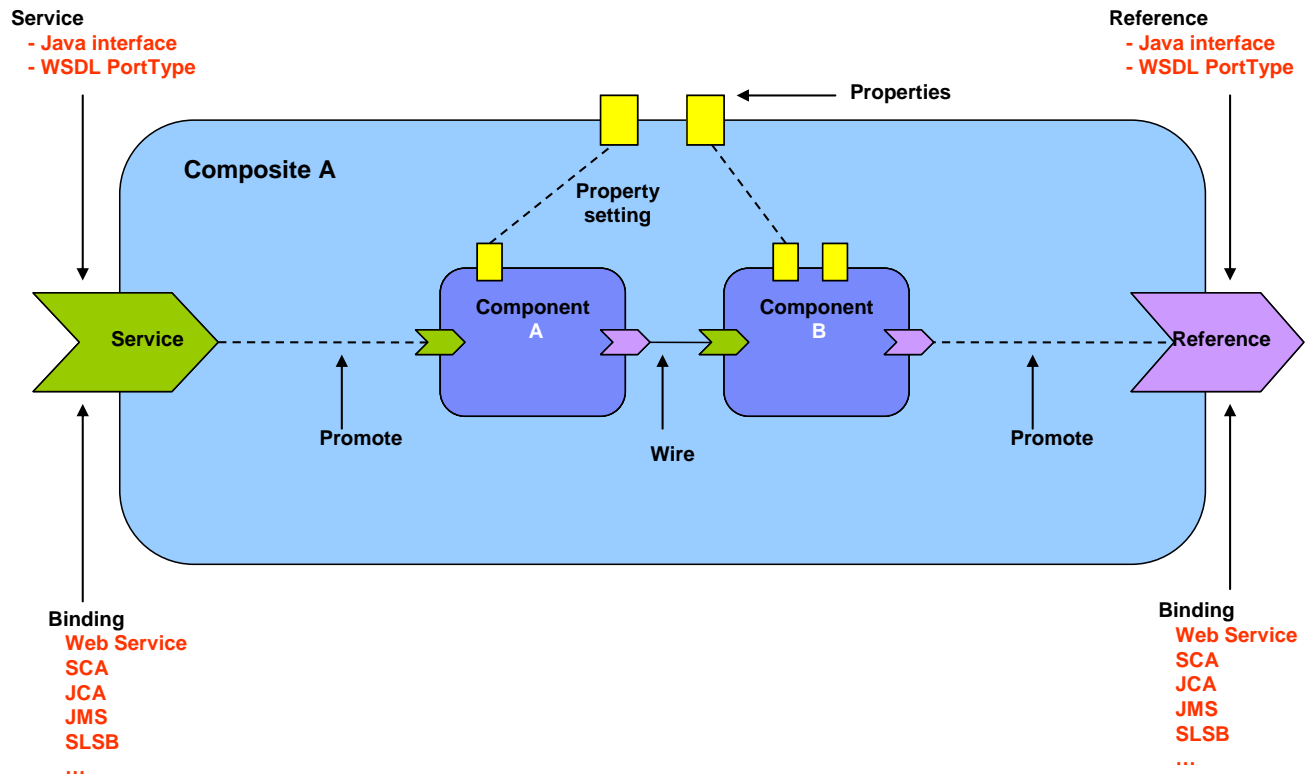 Service
- Java interface
- WSDL PortType
Reference
- Java interface
- WSDL PortType
Properties
Composite A
Property
setting
Component
A
Component
B
Service
Reference
Promote
Wire
Promote
Binding
Web Service
SCA
JCA
JMS
SLSB
...
Binding
Web Service
SCA
JCA
JMS
SLSB
...